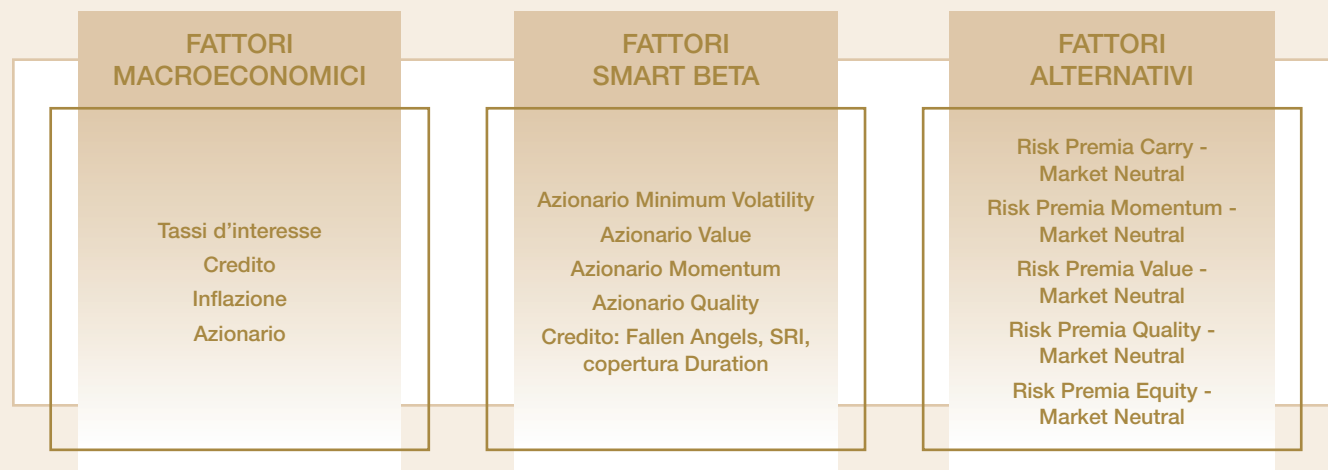 FATTORI
MACROECONOMICI
Tassi d'interesse
Credito
Inflazione
Azionario
FATTORI
SMART BETA
Azionario Minimum Volatility
Azionario Value
Azionario Momentum
Azionario Quality
Credito: Fallen Angels, SRI,
copertura Duration
FATTORI
ALTERNATIVI
Risk Premia Carry -
Market Neutral
Risk Premia Momentum -
Market Neutral
Risk Premia Value -
Market Neutral
Risk Premia Quality -
Market Neutral
Risk Premia Equity -
Market Neutral